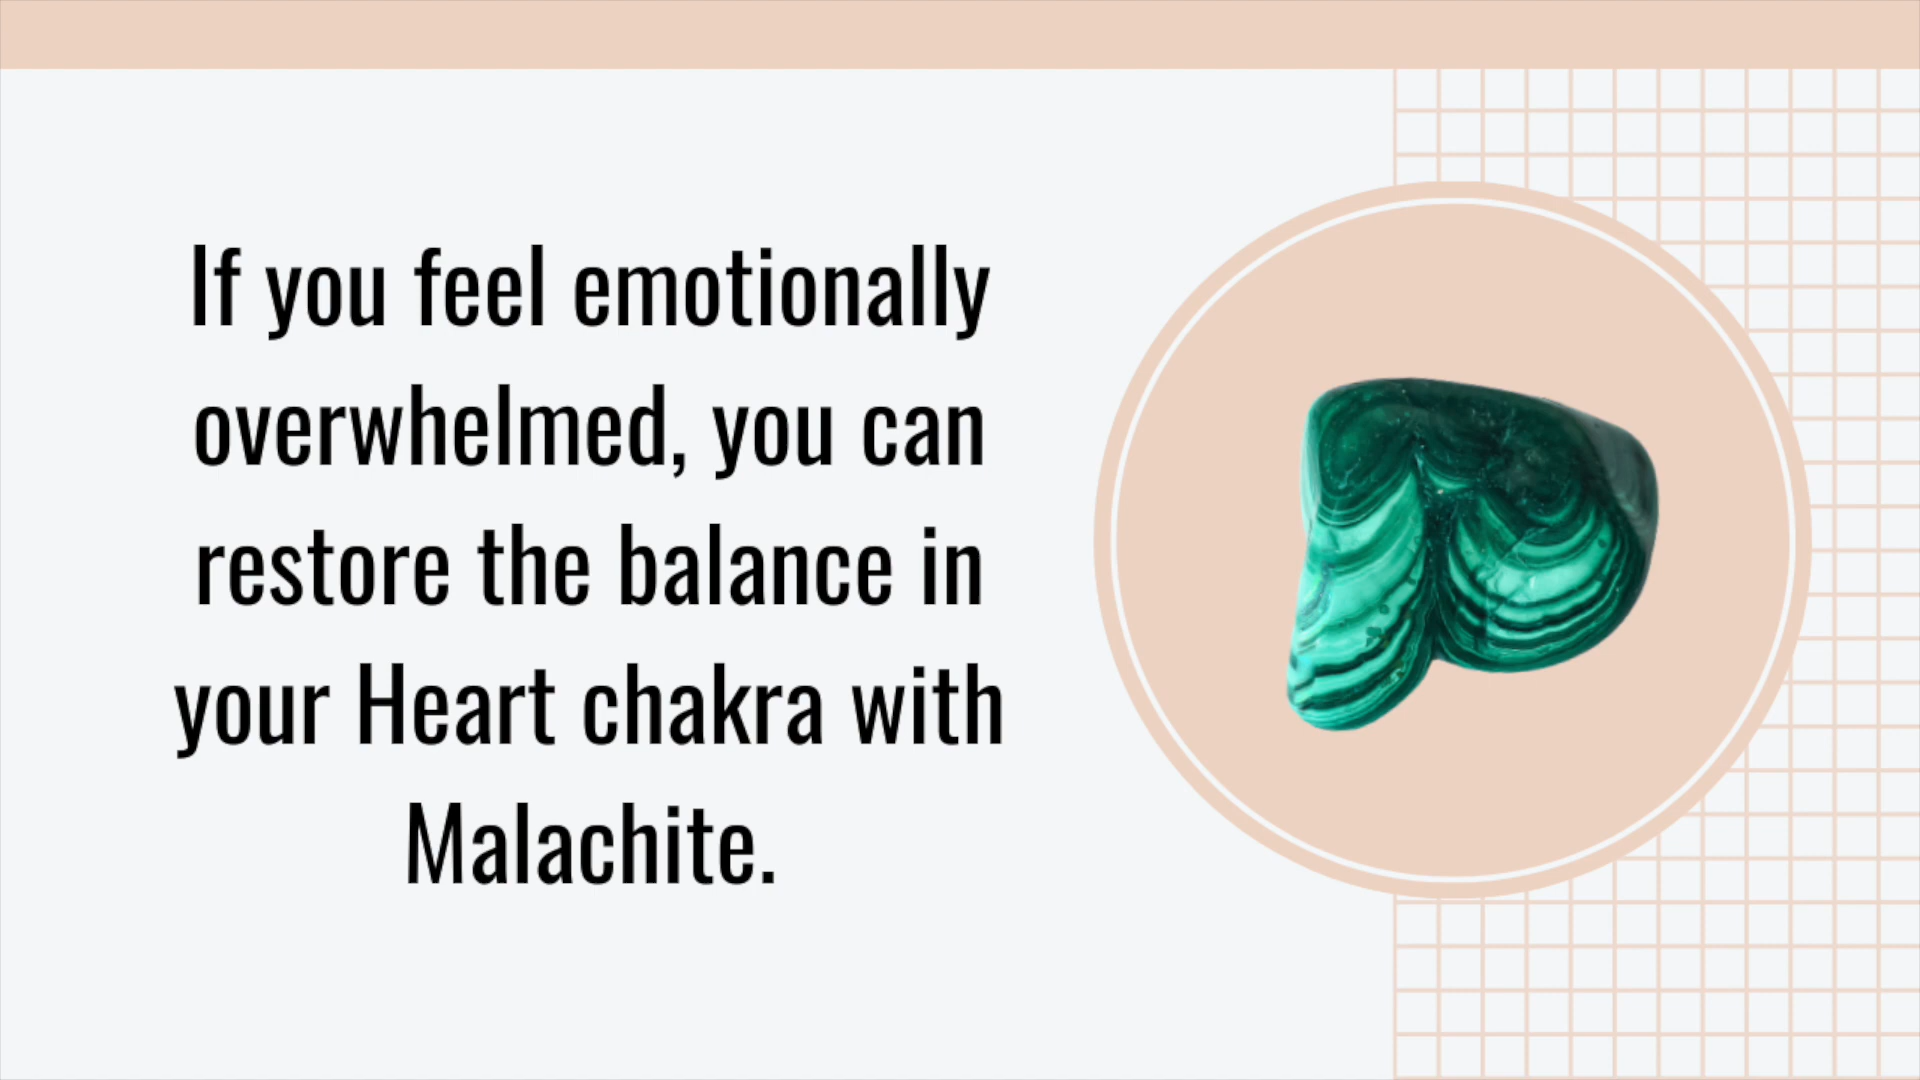 If you feel emotionally
overwhelmed, you can
restore the balance in
your Heart chakra with
Malachite.